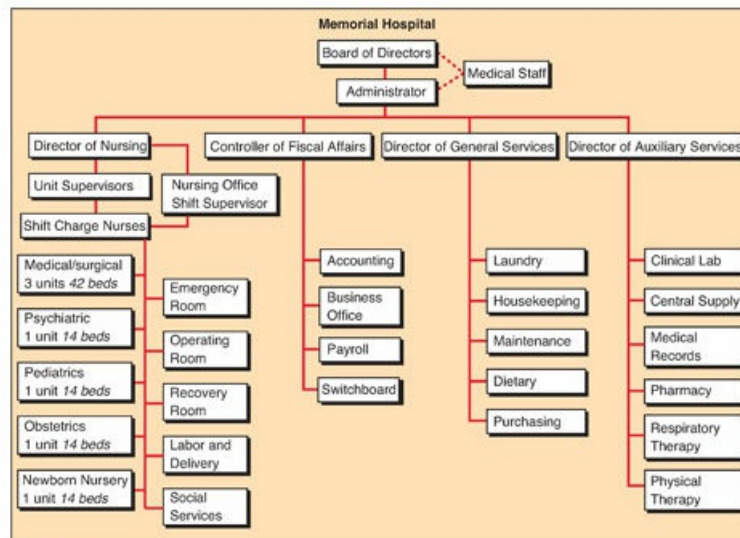 Memorial Hospital
Board of Directors
Medical Staff
Administrator
Director of Nursing
Controller of Fiscal Affairs
Director of General Services
Director of Auxiliary Services
Unit Supervisors
Nursing Office
Shift Supervisor
Shift Charge Nurses
Medical/surgical
3 units 42 beds
Psychiatric
1 unit 14 beds
Pediatrics
1 unit 14 beds
Obstetrics
1 unit 14 beds
Newborn Nursery
1 unit 14 beds
Emergency
Room
Operating
Room
Recovery
Room
Labor and
Delivery
Social
Services
Accounting
Business
Office
Payroll
Switchboard
Laundry
Housekeeping
Maintenance
Dietary
Purchasing
Clinical Lab
Central Supply
Medical
Records
Pharmacy
Respiratory
Therapy
Physical
Therapy